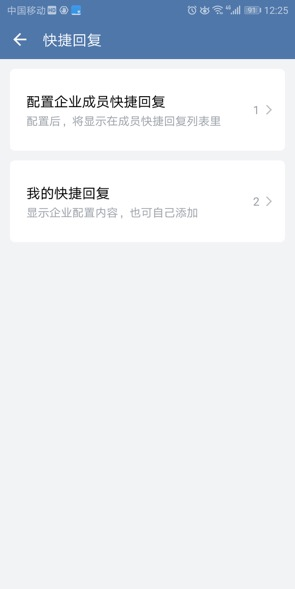 中国移动 HD 4G 91 12:25
快捷回复
配置企业成员快捷回复
1
配置后，将显示在成员快捷回复列表里
我的快捷回复
2
显示企业配置内容，也可自己添加